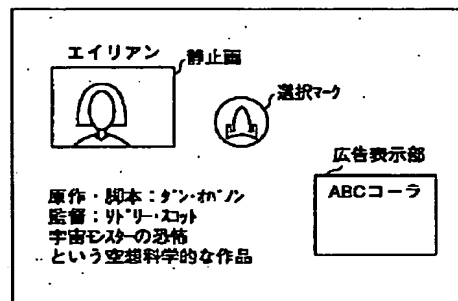 エイリアン
静止画
選択マーク
広告表示部
ABCコーラ
原作・脚本:ダン・オバノン
監督:リドリー・スコット
宇宙モンスターの恐怖
という空想科学的な作品